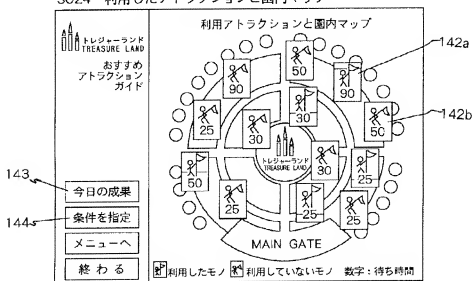 SC24 利用したアトラクションと園内マップ
トレジャーランド
TREASURE LAND
おすすめ
アトラクション
ガイド
143
今日の成果
144
条件を指定
メニューへ
終わる
利用アトラクションと園内マップ
142a
142b
50
90
90
25
30
50
30
トレジャーランド
TREASURE LAND
30
50
25
25
25
25
MAIN GATE
利用したモノ 利用していないモノ 数字:待ち時間